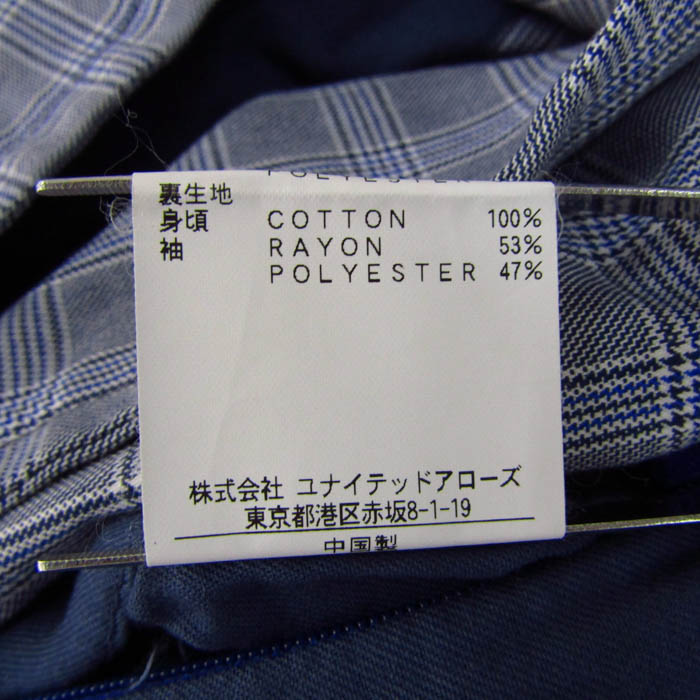 POLYESTER
裏生地
身頃 COTTON 100%
袖 RAYON 53%
POLYESTER 47%
株式会社 ユナイテッドアローズ
東京都港区赤坂8-1-19
中国製